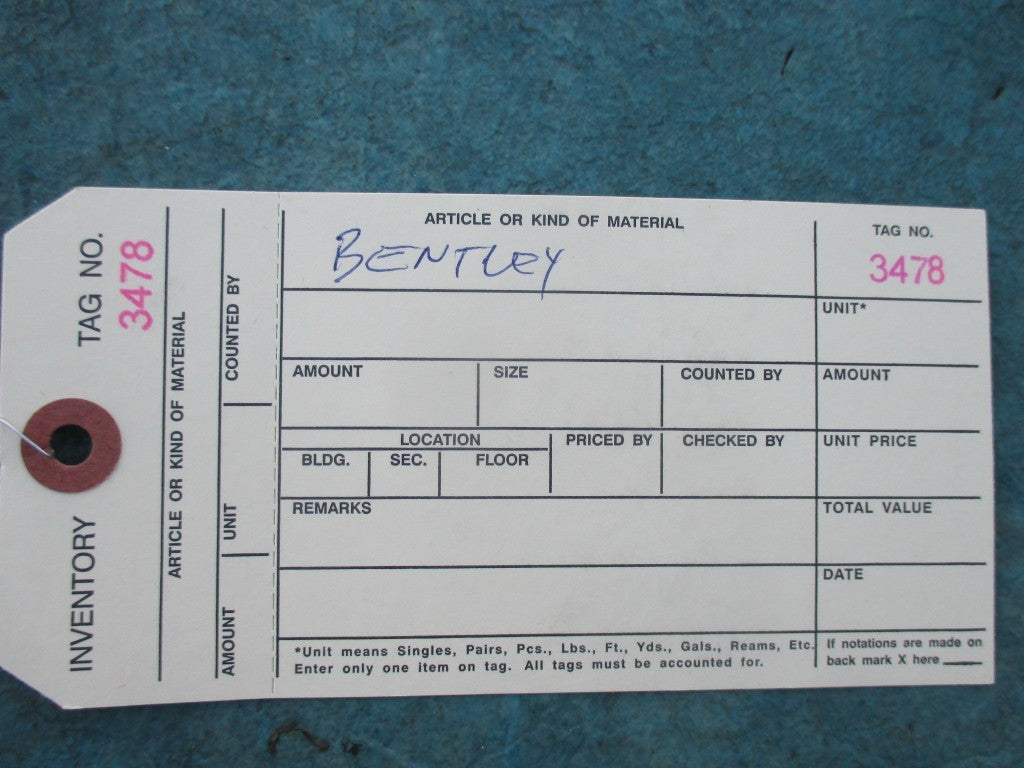 INVENTORY TAG NO.
3478
ARTICLE OR KIND OF MATERIAL
AMOUNT UNIT COUNTED BY
ARTICLE OR KIND OF MATERIAL
BENTLEY
TAG NO.
3478
UNIT*
AMOUNT SIZE COUNTED BY AMOUNT
LOCATION PRICED BY CHECKED BY UNIT PRICE
BLDG. SEC. FLOOR
REMARKS TOTAL VALUE
DATE
*Unit means Singles, Pairs, Pcs., Lbs., Ft., Yds., Gals., Reams, Etc.
Enter only one item on tag. All tags must be accounted for.
If notations are made on
back mark X here